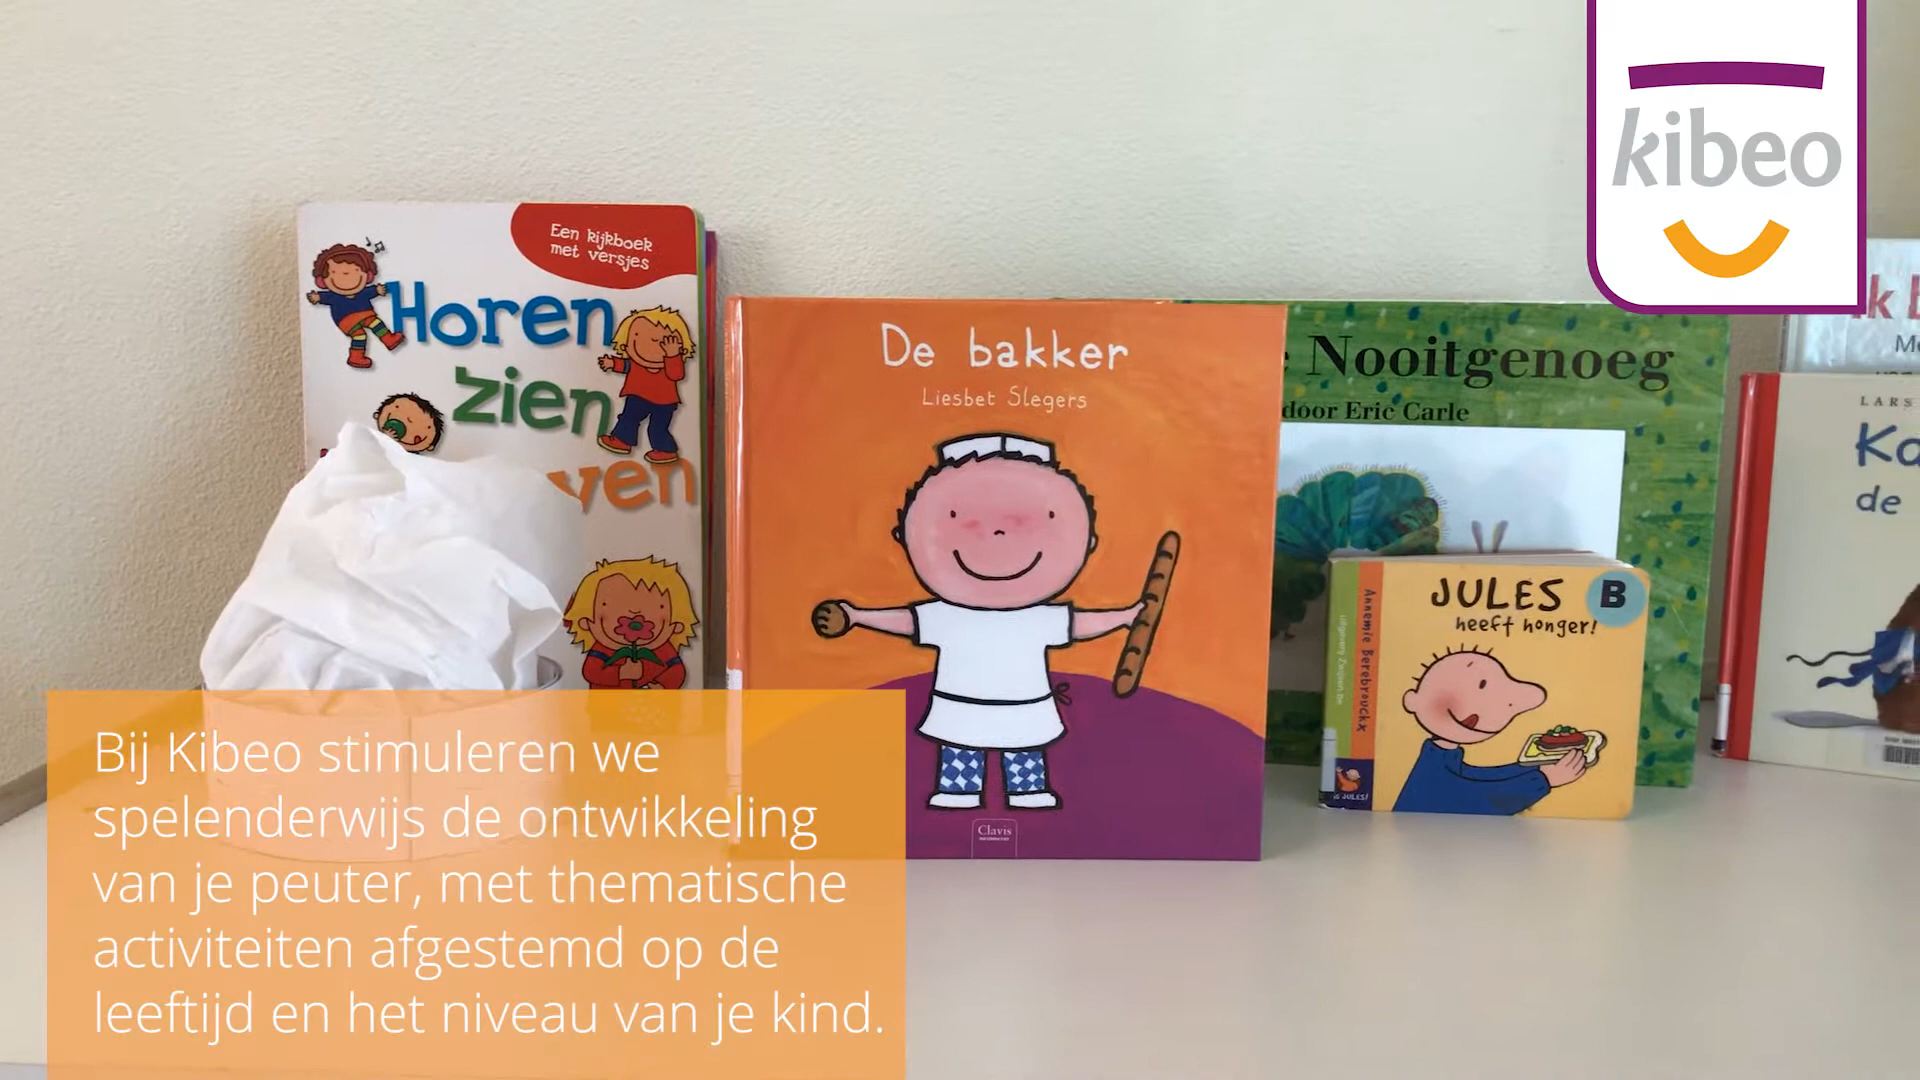 kibeo
Een kijkboek
met versjes
Horen
zien
De bakker
Liesbet Slegers
Nooitgenoeg
door Eric Carle
LARS
de
JULES
B
heeft honger!
Annemie Berebrouckx
Clavis
Bij Kibeo stimuleren we
spelenderwijs de ontwikkeling
van je peuter, met thematische
activiteiten afgestemd op de
leeftijd en het niveau van je kind.